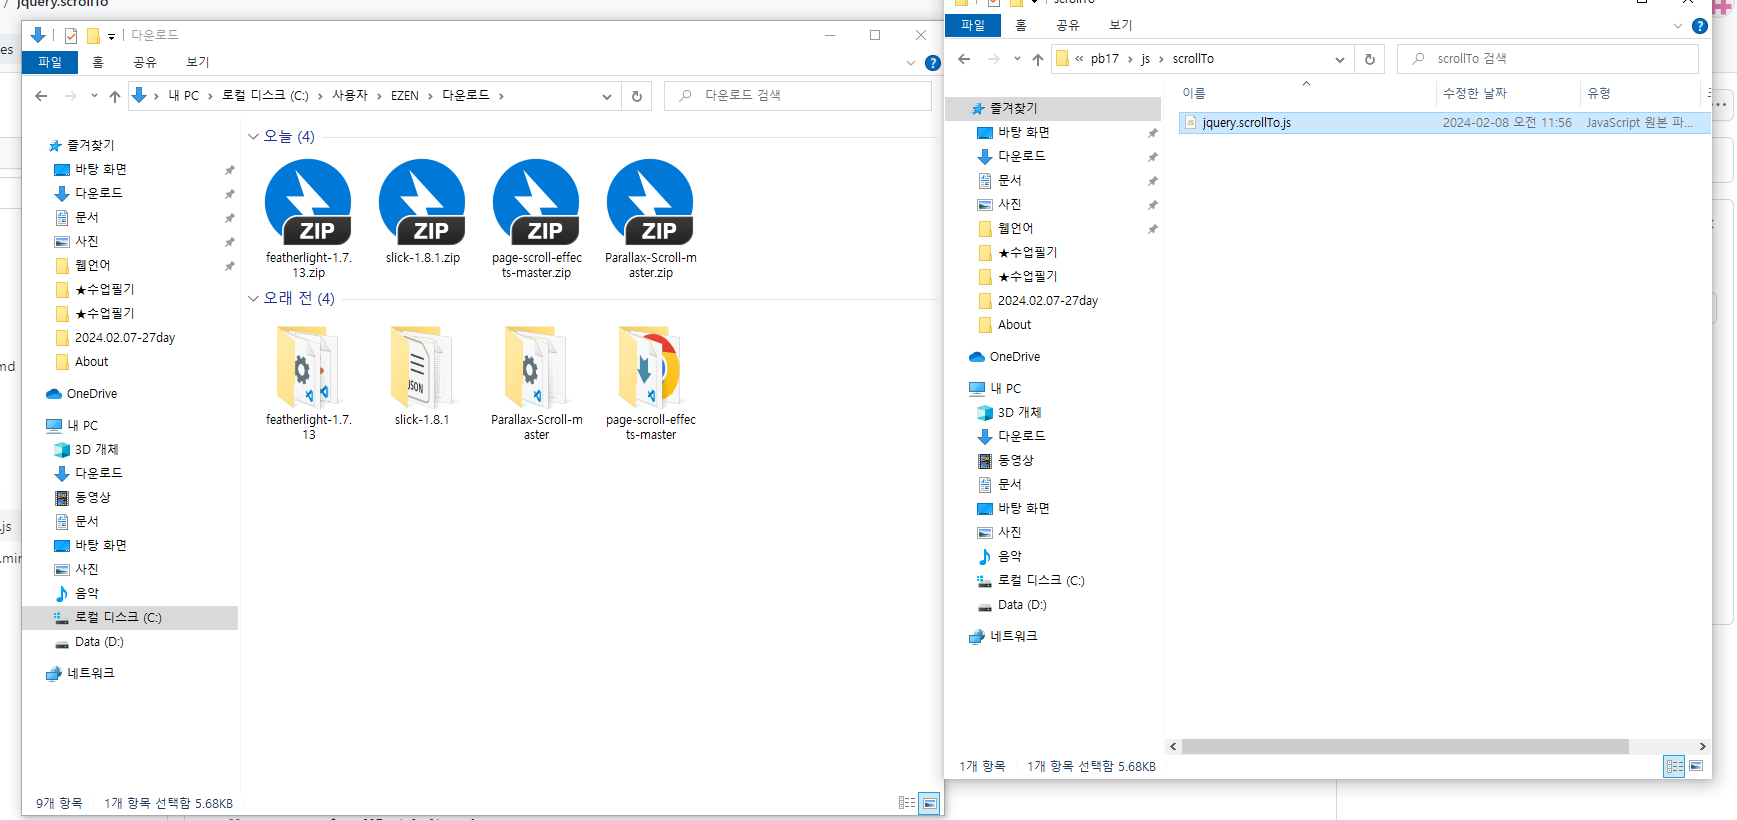 / jquery.scrollTo
es
md
.js
.min
다운로드
파일 홈 공유 보기
내 PC 로컬 디스크 (C:) 사용자 EZEN 다운로드
다운로드 검색
즐겨찾기
바탕 화면
다운로드
문서
사진
웹언어
★수업필기
★수업필기
2024.02.07-27day
About
OneDrive
내 PC
3D 개체
다운로드
동영상
문서
바탕 화면
사진
음악
로컬 디스크 (C:)
Data (D:)
네트워크
오늘 (4)
ZIP ZIP ZIP ZIP
featherlight-1.7.
13.zip
slick-1.8.1.zip
page-scroll-effec
ts-master.zip
Parallax-Scroll-m
aster.zip
오래 전 (4)
JSON
featherlight-1.7.
13
slick-1.8.1
Parallax-Scroll-m
aster
page-scroll-effec
ts-master
9개 항목 1개 항목 선택함 5.68KB
scrollTo
파일 홈 공유 보기
« pb17 js scrollTo
scrollTo 검색
이름 수정한 날짜 유형
jquery.scrollTo.js 2024-02-08 오전 11:56 JavaScript 원본 파...
JS
즐겨찾기
바탕 화면
다운로드
문서
사진
웹언어
★수업필기
★수업필기
2024.02.07-27day
About
OneDrive
내 PC
3D 개체
다운로드
동영상
문서
바탕 화면
사진
음악
로컬 디스크 (C:)
Data (D:)
네트워크
1개 항목 1개 항목 선택함 5.68KB